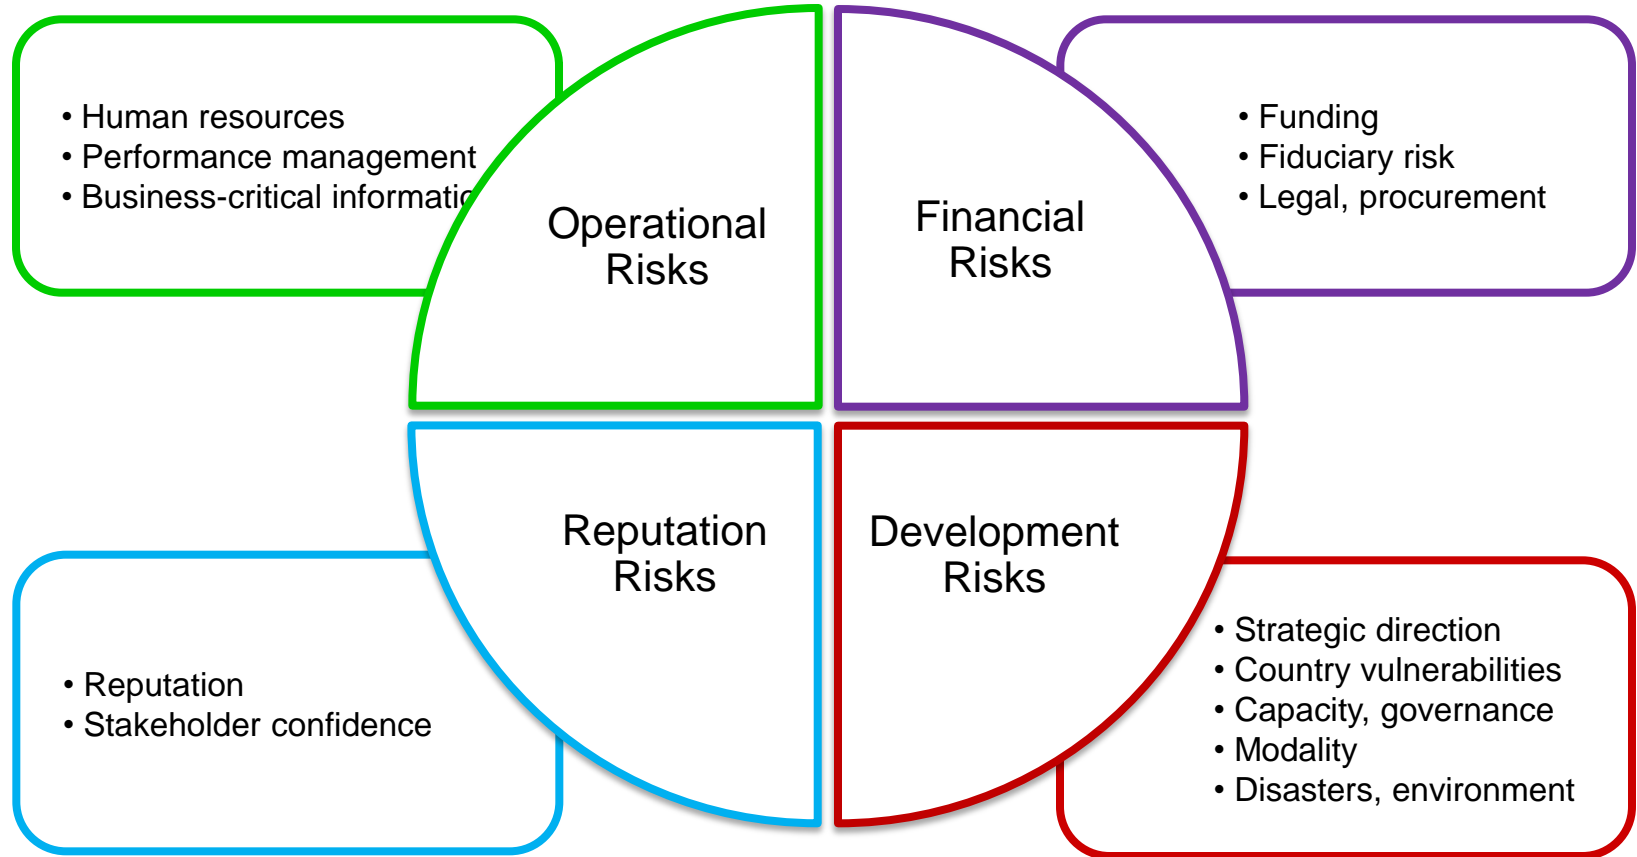 • Human resources
• Performance management
• Business-critical informatic
Operational
Risks
Financial
Risks
• Funding
• Fiduciary risk
• Legal, procurement
Reputation
Risks
Development
Risks
• Reputation
• Stakeholder confidence
• Strategic direction
• Country vulnerabilities
• Capacity, governance
• Modality
• Disasters, environment